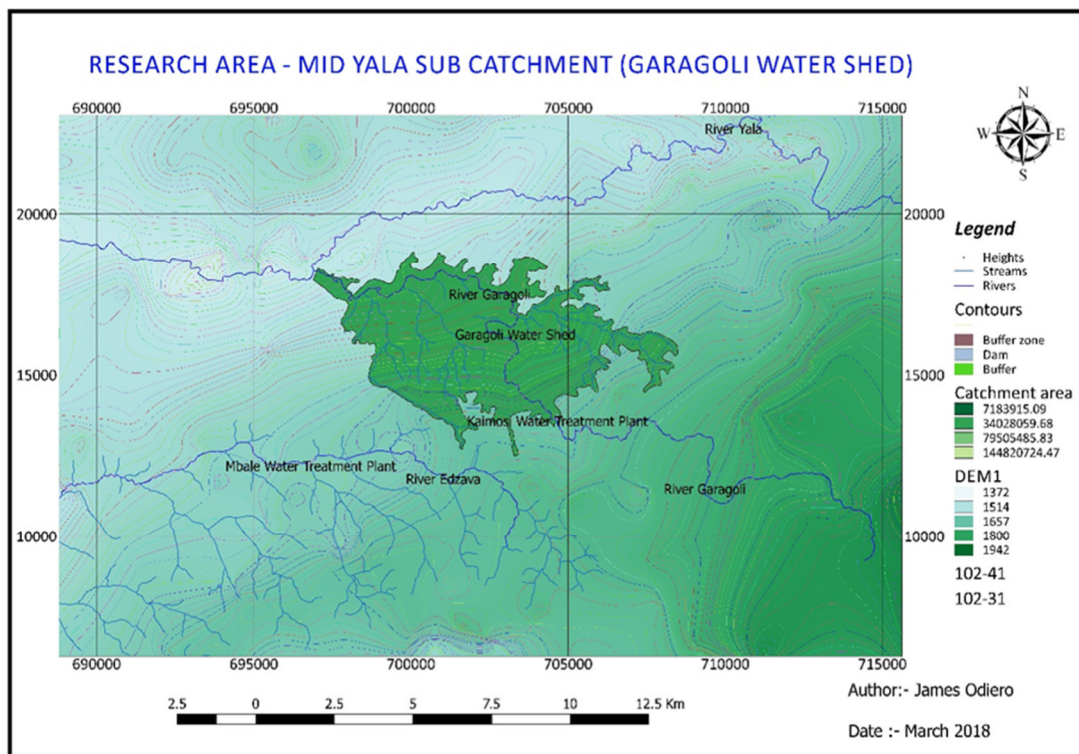 RESEARCH AREA - MID YALA SUB CATCHMENT (GARAGOLI WATER SHED)
690000 695000 700000 705000 710000 715000
N
W E
S
River Yala
20000 20000
Legend
Heights
Streams
Rivers
Contours
Buffer zone
Dam
Buffer
Catchment area
7183915.09
34028059.68
79505485.83
144820724.47
DEM1
1372
1514
1657
1800
1942
102-41
102-31
River Garagoli
Garagoli Water Shed
15000 15000
Kaimosi Water Treatment Plant
Mbale Water Treatment Plant
River Edzava
River Garagoli
10000 10000
690000 695000 700000 705000 710000 715000
2.5 0 2.5 5 7.5 10 12.5 Km
Author:- James Odiero
Date :- March 2018